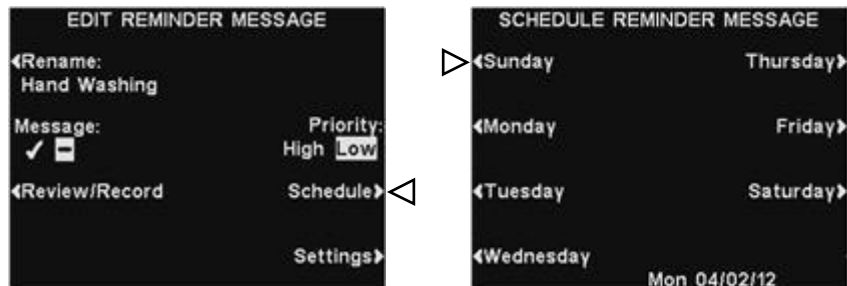 EDIT REMINDER MESSAGE
Rename:
Hand Washing
Message: Priority:
✓ − High Low
Review/Record Schedule
Settings
SCHEDULE REMINDER MESSAGE
Sunday Thursday
Monday Friday
Tuesday Saturday
Wednesday
Mon 04/02/12